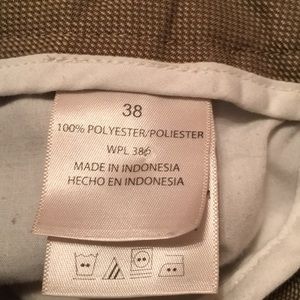 38
100% POLYESTER/POLIESTER
WPL 386
MADE IN INDONESIA
HECHO EN INDONESIA